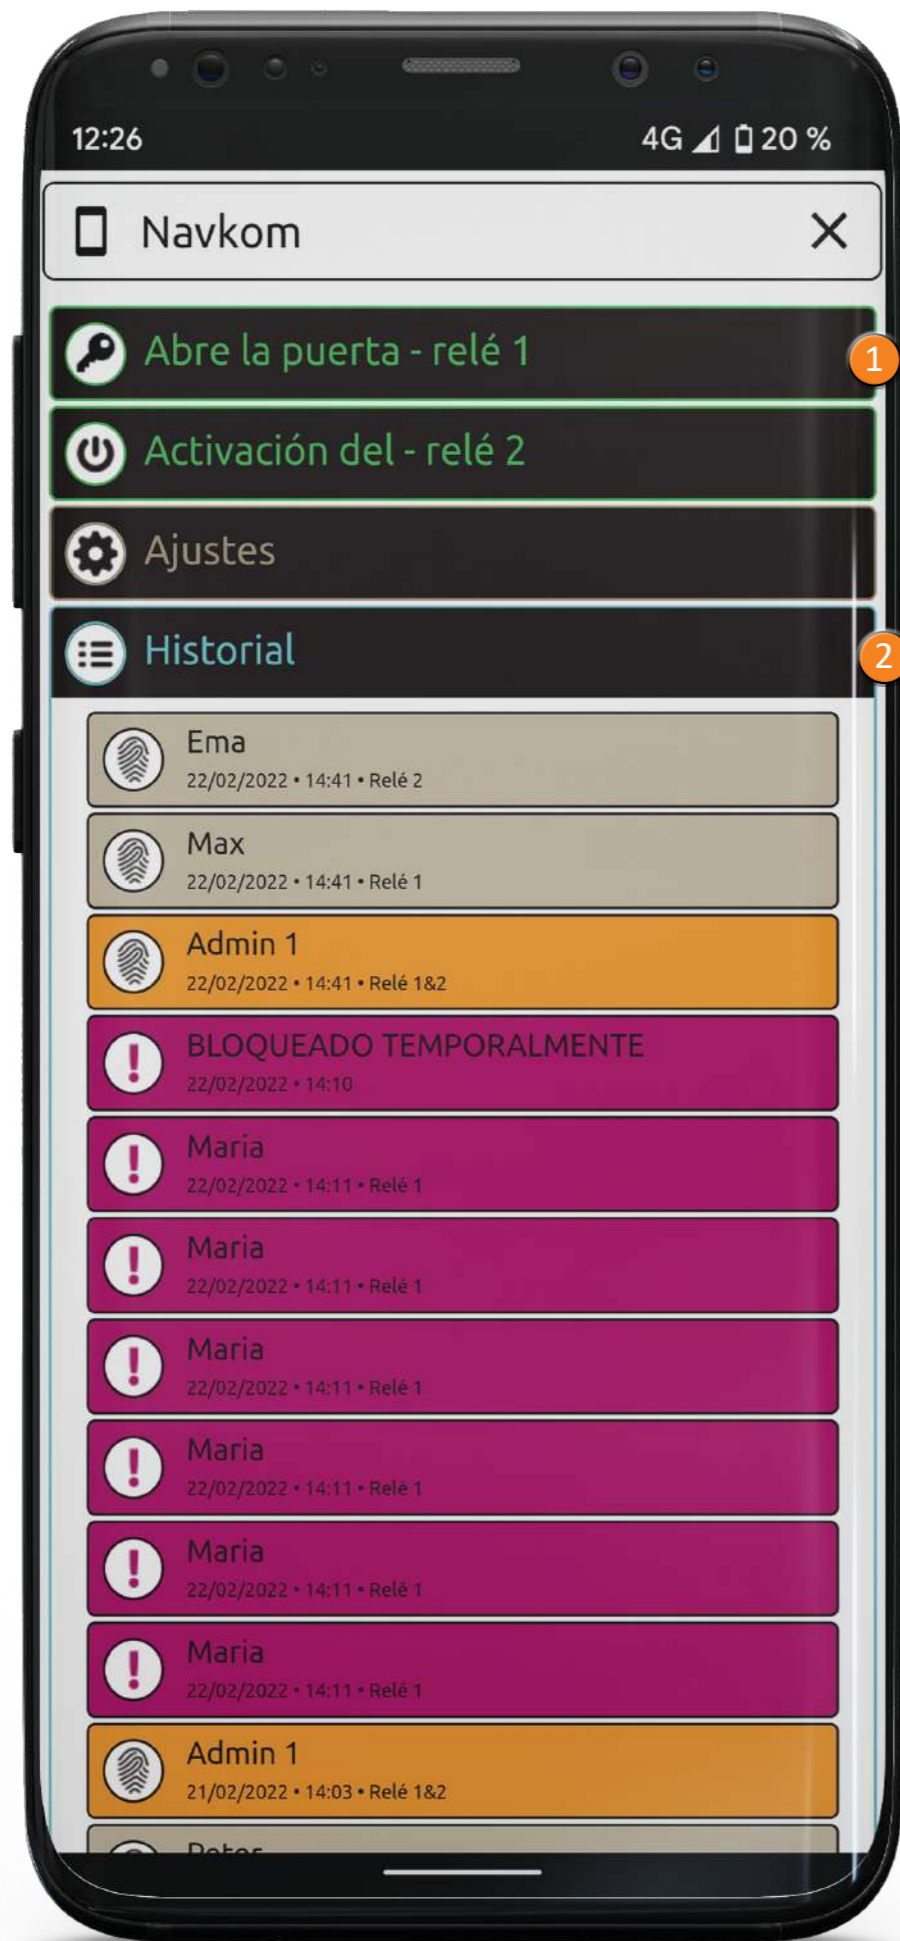 12:26 4G 20 %
Navkom
Abre la puerta - relé 1
1
Activación del - relé 2
Ajustes
Historial
2
Ema
22/02/2022 • 14:41 • Relé 2
Max
22/02/2022 • 14:41 • Relé 1
Admin 1
22/02/2022 • 14:41 • Relé 1&2
BLOQUEADO TEMPORALMENTE
22/02/2022 • 14:10
Maria
22/02/2022 • 14:11 • Relé 1
Maria
22/02/2022 • 14:11 • Relé 1
Maria
22/02/2022 • 14:11 • Relé 1
Maria
22/02/2022 • 14:11 • Relé 1
Maria
22/02/2022 • 14:11 • Relé 1
Maria
22/02/2022 • 14:11 • Relé 1
Admin 1
21/02/2022 • 14:03 • Relé 1&2